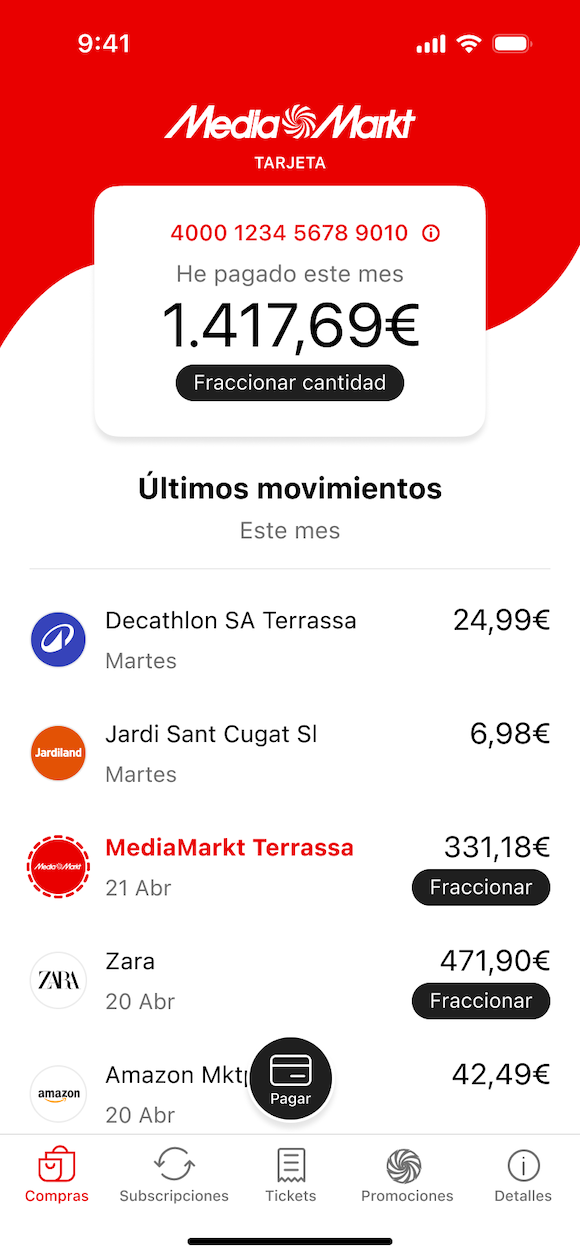 9:41
MediaMarkt
TARJETA
4000 1234 5678 9010
He pagado este mes
1.417,69€
Fraccionar cantidad
Últimos movimientos
Este mes
Decathlon SA Terrassa
24,99€
Martes
Jardiland
Jardi Sant Cugat Sl
6,98€
Martes
MediaMarkt
MediaMarkt Terrassa
331,18€
21 Abr
Fraccionar
ZARA
Zara
471,90€
20 Abr
Fraccionar
amazon
Amazon Mktp
42,49€
20 Abr
Pagar
Compras
Subscripciones
Tickets
Promociones
Detalles